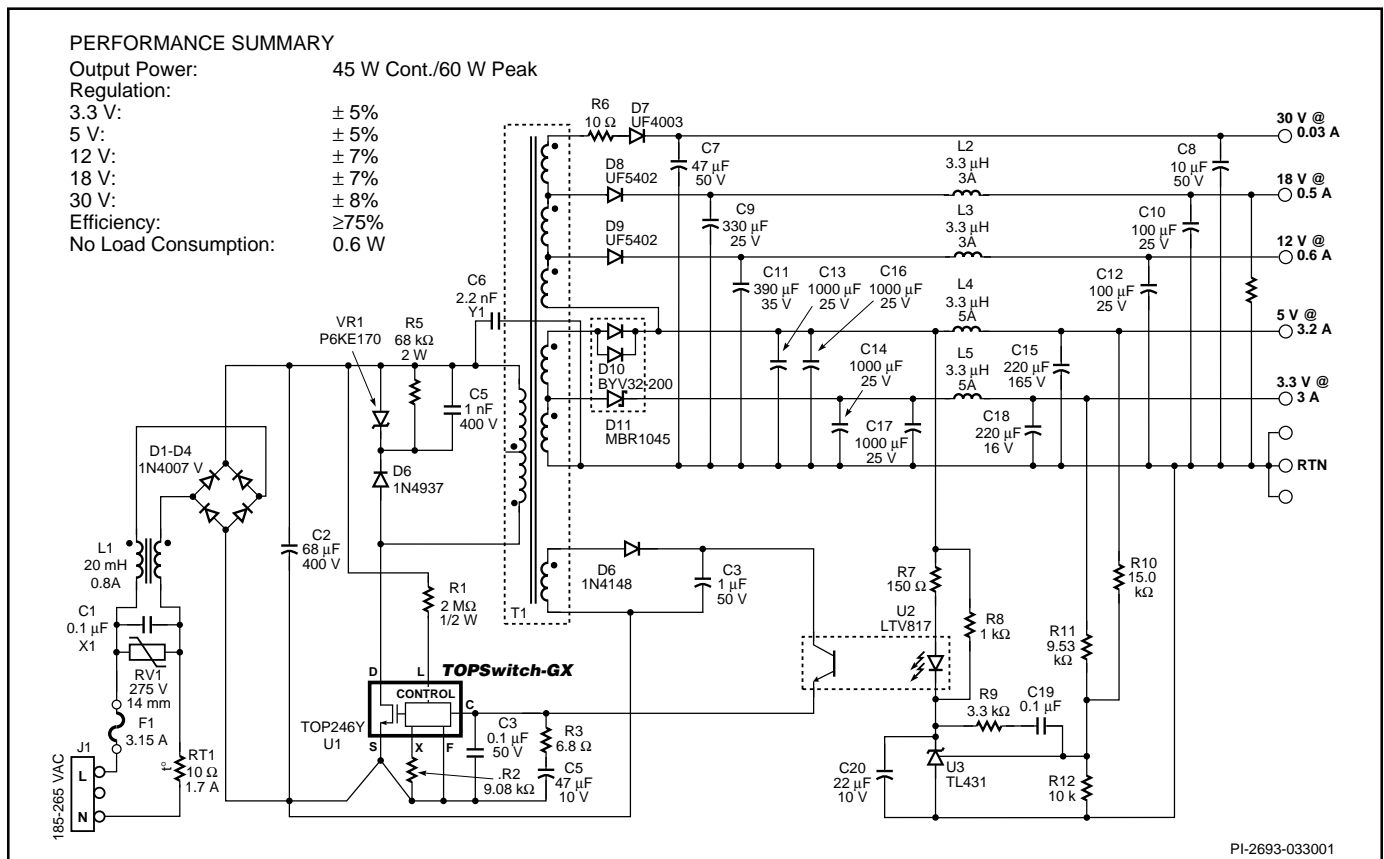 PERFORMANCE SUMMARY
Output Power: 45 W Cont./60 W Peak
Regulation:
3.3 V: ± 5%
5 V: ± 5%
12 V: ± 7%
18 V: ± 7%
30 V: ± 8%
Efficiency: ≥75%
No Load Consumption: 0.6 W
R6
10 Ω
D7
UF4003
30 V @
0.03 A
C7
47 µF
50 V
L2
3.3 µH
3A
C8
10 µF
50 V
D8
UF5402
18 V @
0.5 A
C9
330 µF
25 V
L3
3.3 µH
3A
C10
100 µF
25 V
D9
UF5402
12 V @
0.6 A
C11
390 µF
35 V
C13
1000 µF
25 V
C16
1000 µF
25 V
L4
3.3 µH
5A
C12
100 µF
25 V
C6
2.2 nF
Y1
5 V @
3.2 A
VR1
P6KE170
R5
68 kΩ
2 W
D10
BYV32-200
C14
1000 µF
25 V
L5
3.3 µH
5A
C15
220 µF
165 V
3.3 V @
3 A
C5
1 nF
400 V
D11
MBR1045
C17
1000 µF
25 V
C18
220 µF
16 V
D1-D4
1N4007 V
D6
1N4937
RTN
L1
20 mH
0.8A
C2
68 µF
400 V
D6
1N4148
C3
1 µF
50 V
R7
150 Ω
R10
15.0
kΩ
R1
2 MΩ
1/2 W
T1
U2
LTV817
R8
1 kΩ
C1
0.1 µF
X1
R11
9.53
kΩ
RV1
275 V
14 mm
TOPSwitch-GX
D
L
CONTROL
C
R9
3.3 kΩ
C19
0.1 µF
F1
3.15 A
TOP246Y
U1
S
X
F
C3
0.1 µF
50 V
R3
6.8 Ω
J1
185-265 VAC
L
N
t°
RT1
10 Ω
1.7 A
.R2
9.08 kΩ
C5
47 µF
10 V
C20
22 µF
10 V
U3
TL431
R12
10 k
PI-2693-033001